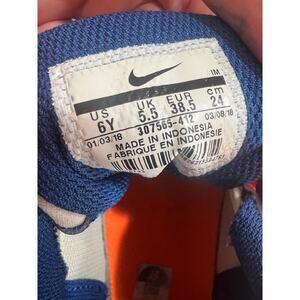 IM
US UK EUR cm
6Y 5.5 38.5 24
01/03/18 307565-412 03/08/18
MADE IN INDONESIA
FABRIQUE EN INDONESIE